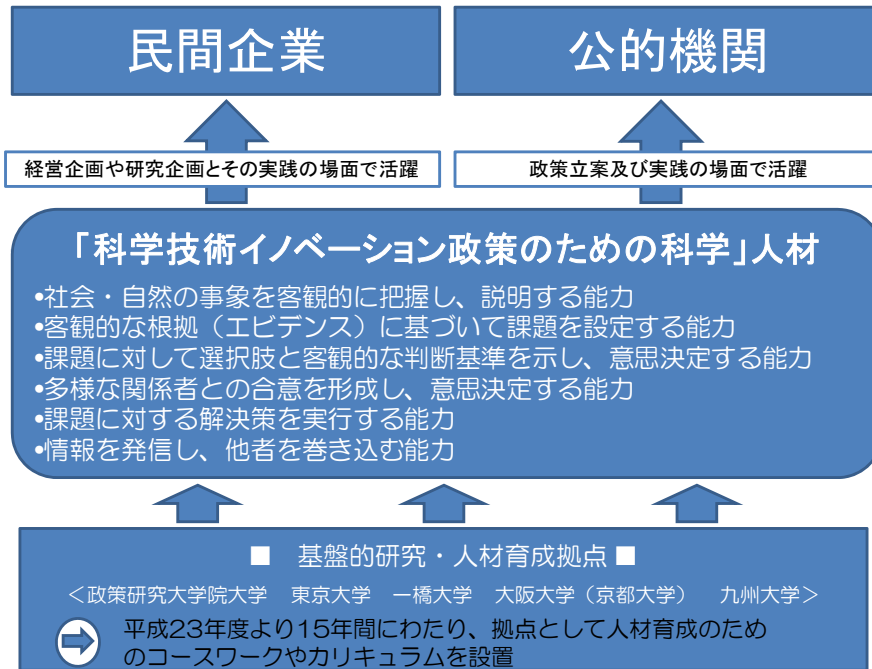 民間企業
公的機関
経営企画や研究企画とその実践の場面で活躍
政策立案及び実践の場面で活躍
「科学技術イノベーション政策のための科学」人材
•社会・自然の事象を客観的に把握し、説明する能力
•客観的な根拠（エビデンス）に基づいて課題を設定する能力
•課題に対して選択肢と客観的な判断基準を示し、意思決定する能力
•多様な関係者との合意を形成し、意思決定する能力
•課題に対する解決策を実行する能力
•情報を発信し、他者を巻き込む能力
■　基盤的研究・人材育成拠点 ■
＜政策研究大学院大学　東京大学　一橋大学　大阪大学（京都大学）　九州大学＞
平成23年度より15年間にわたり、拠点として人材育成のため
のコースワークやカリキュラムを設置